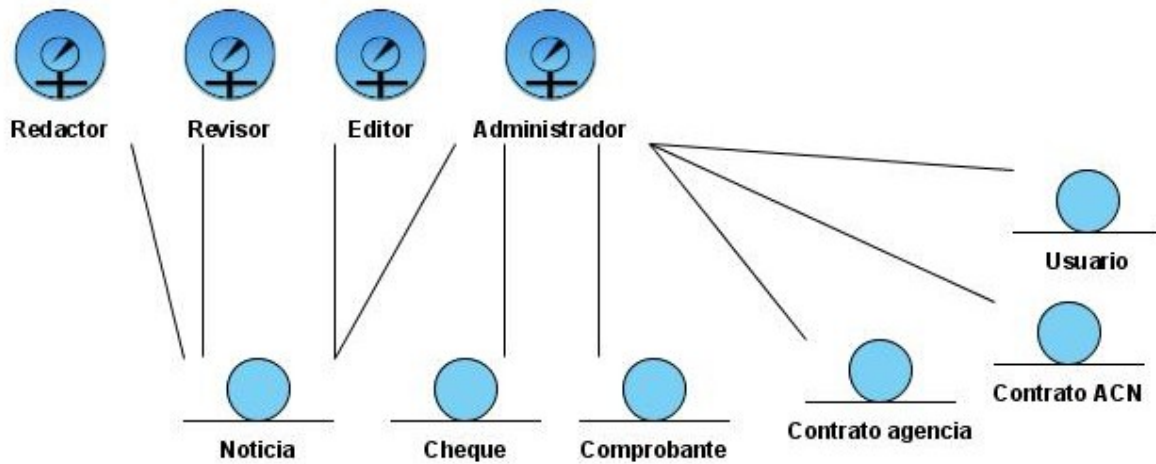 Redactor
Revisor
Editor
Administrador
Usuario
Contrato ACN
Contrato agencia
Noticia
Cheque
Comprobante